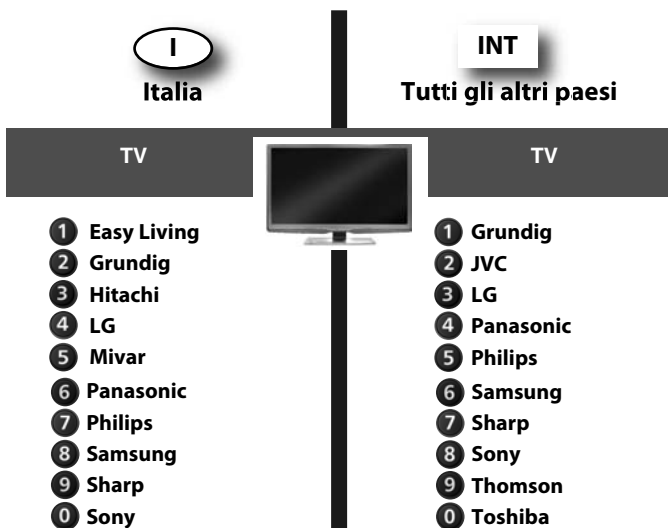 I
Italia
TV
1 Easy Living
2 Grundig
3 Hitachi
4 LG
5 Mivar
6 Panasonic
7 Philips
8 Samsung
9 Sharp
0 Sony
INT
Tutti gli altri paesi
TV
1 Grundig
2 JVC
3 LG
4 Panasonic
5 Philips
6 Samsung
7 Sharp
8 Sony
9 Thomson
0 Toshiba